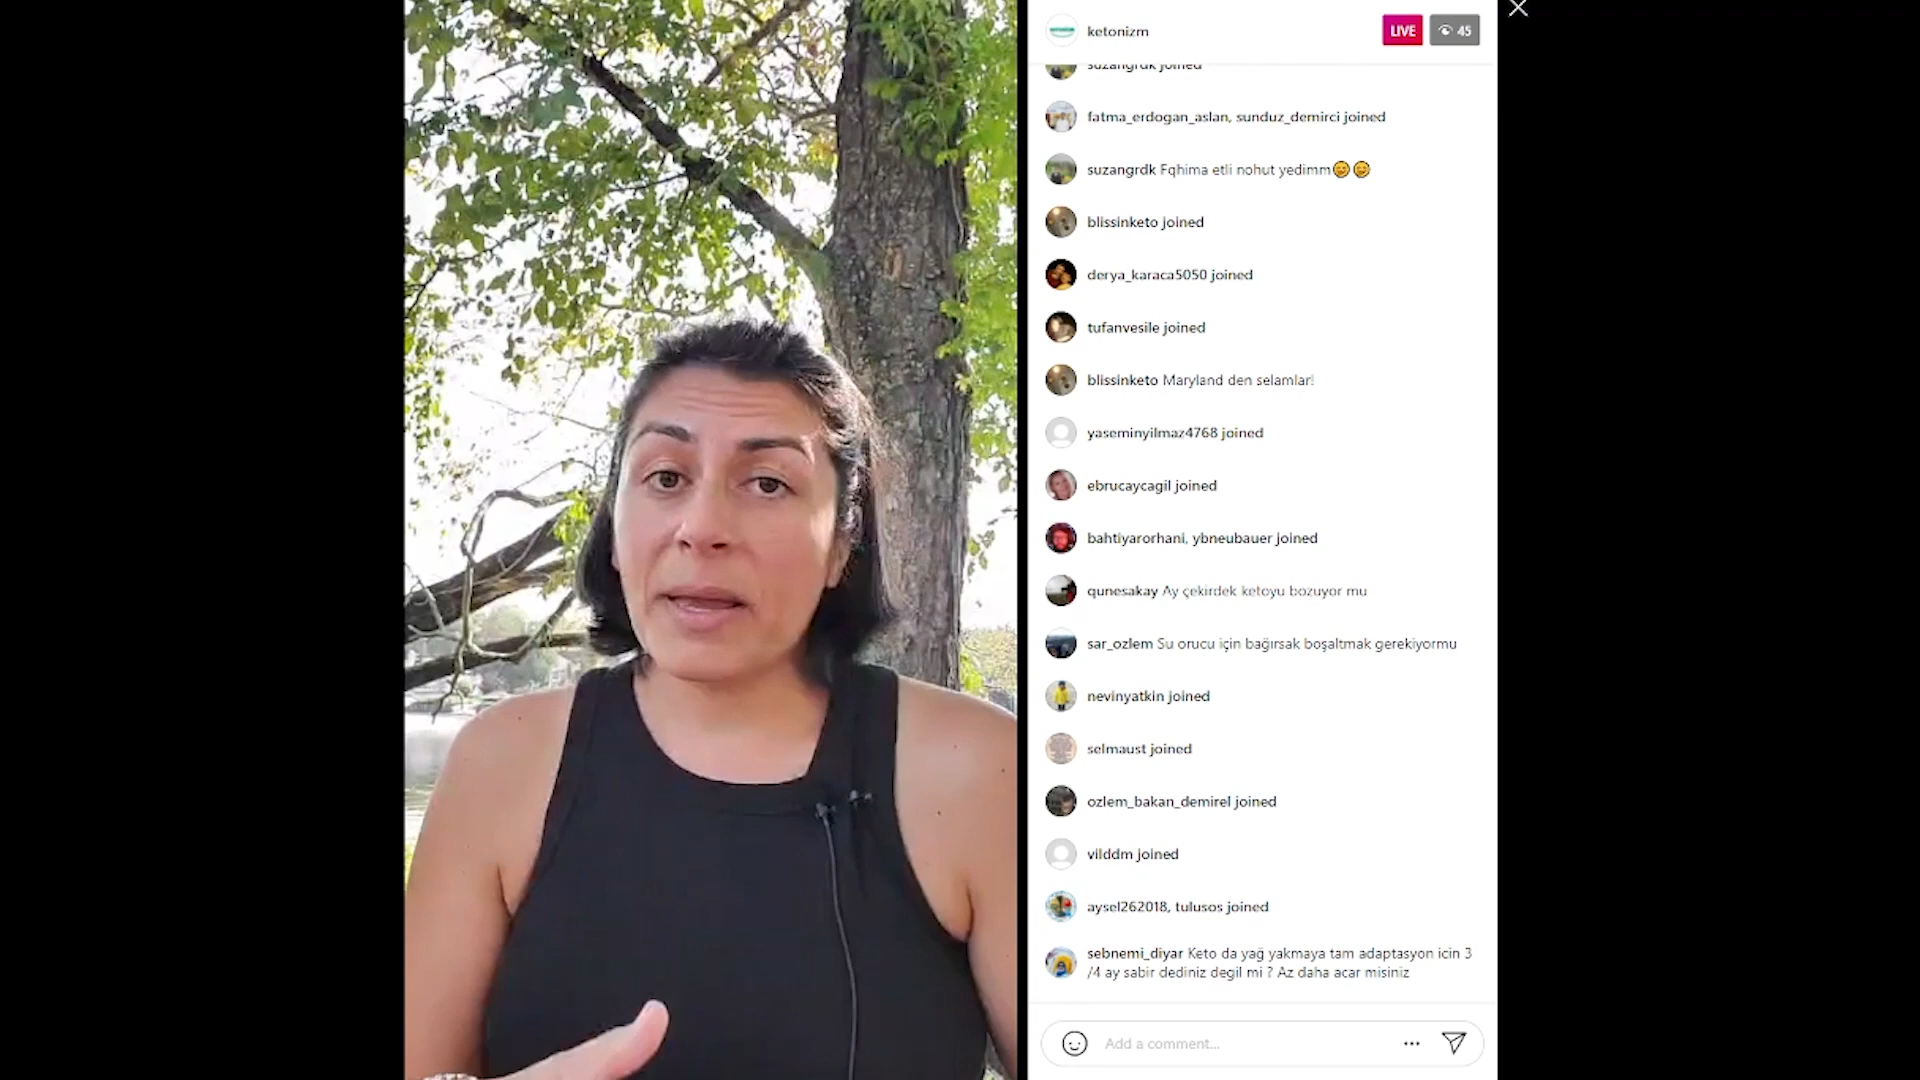 ketonizm
LIVE
45
suzangrdk joined
fatma_erdogan_aslan, sunduz_demirci joined
suzangrdk Fqhima etli nohut yedimm
blissinketo joined
derya_karaca5050 joined
tufanvesile joined
blissinketo Maryland den selamlar!
yaseminyilmaz4768 joined
ebrucaycagil joined
bahtiyarorhani, ybneubauer joined
qunesakay Ay çekirdek ketoyu bozuyor mu
sar_ozlem Su orucu için bağırsak boşaltmak gerekiyormu
nevinyatkin joined
selmaust joined
ozlem_bakan_demirel joined
vilddm joined
aysel262018, tulusos joined
sebnemi_diyar Keto da yağ yakmaya tam adaptasyon icin 3
/4 ay sabir dediniz degil mi ? Az daha acar misiniz
Add a comment...